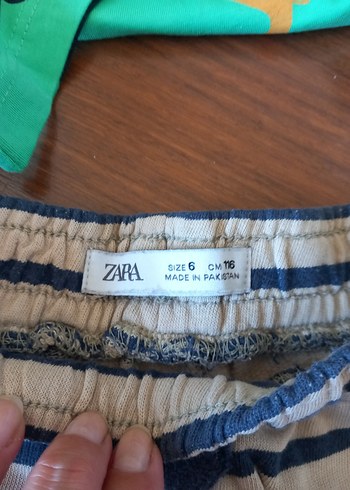 ZARA
SIZE 6 CM 116
MADE IN PAKISTAN